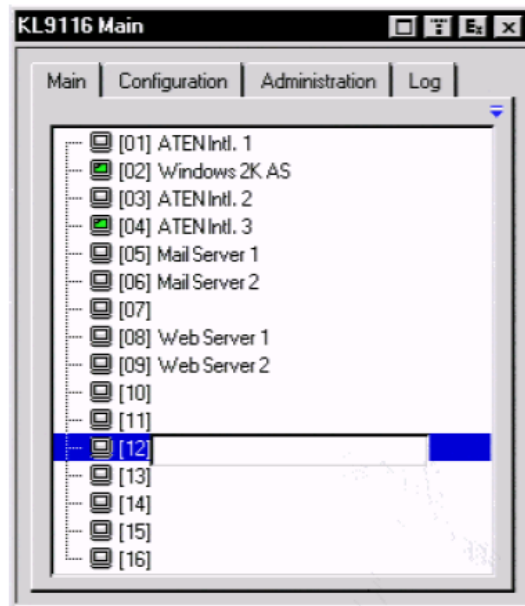 KL9116 Main
Main Configuration Administration Log
[01] ATEN Intl. 1
[02] Windows 2K AS
[03] ATEN Intl. 2
[04] ATEN Intl. 3
[05] Mail Server 1
[06] Mail Server 2
[07]
[08] Web Server 1
[09] Web Server 2
[10]
[11]
[12]
[13]
[14]
[15]
[16]